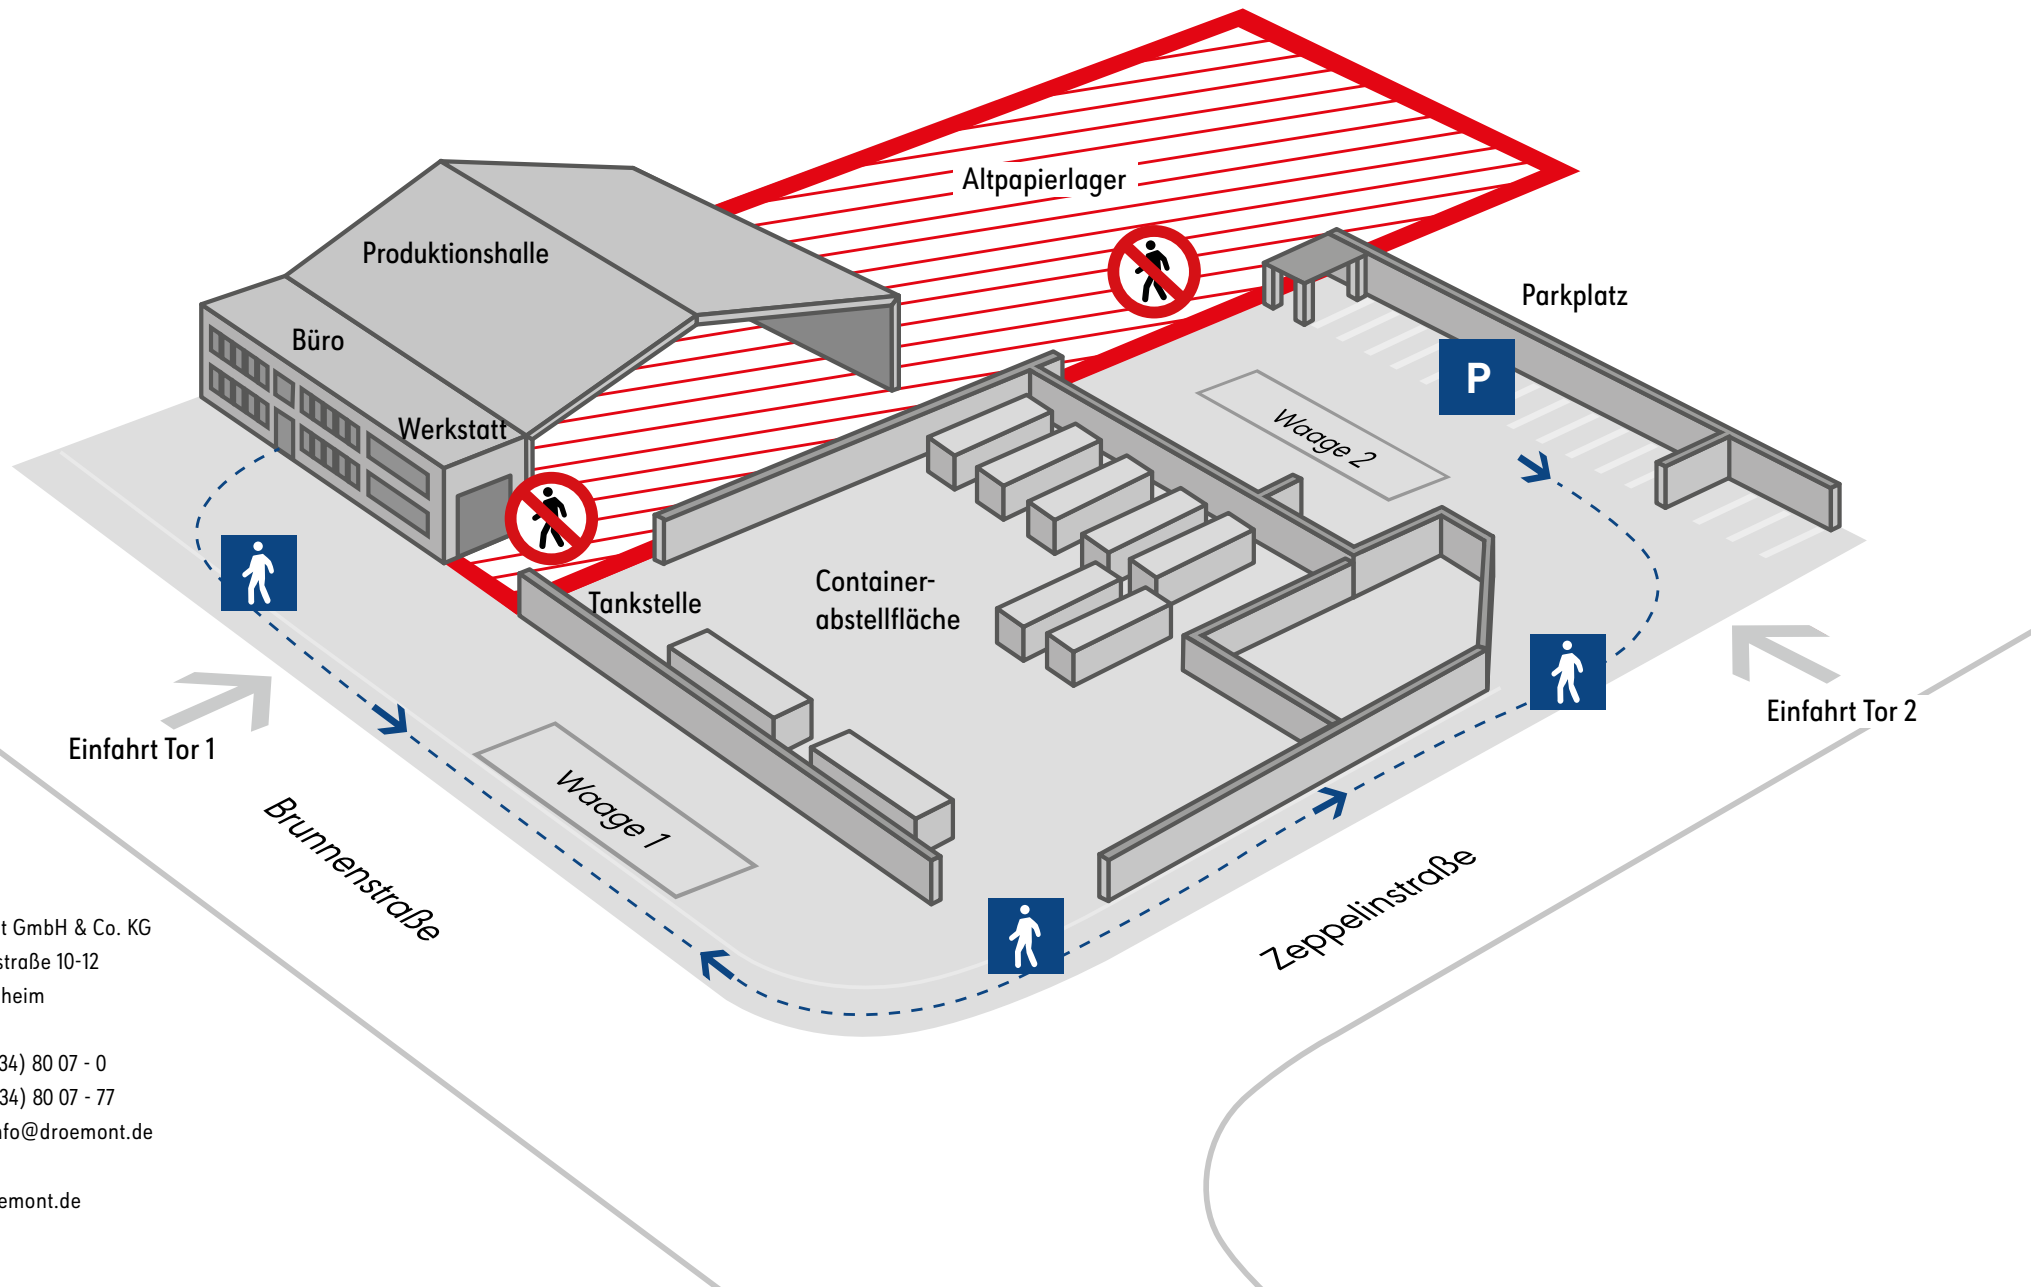 Altpapierlager
Produktionshalle
Parkplatz
Büro
P
Werkstatt
Waage 2
Container-
abstellfläche
Tankstelle
Einfahrt Tor 2
Einfahrt Tor 1
Waage 1
Brunnenstraße
Zeppelinstraße
t GmbH & Co. KG
straße 10-12
heim
34) 80 07 - 0
34) 80 07 - 77
nfo@droemont.de
emont.de